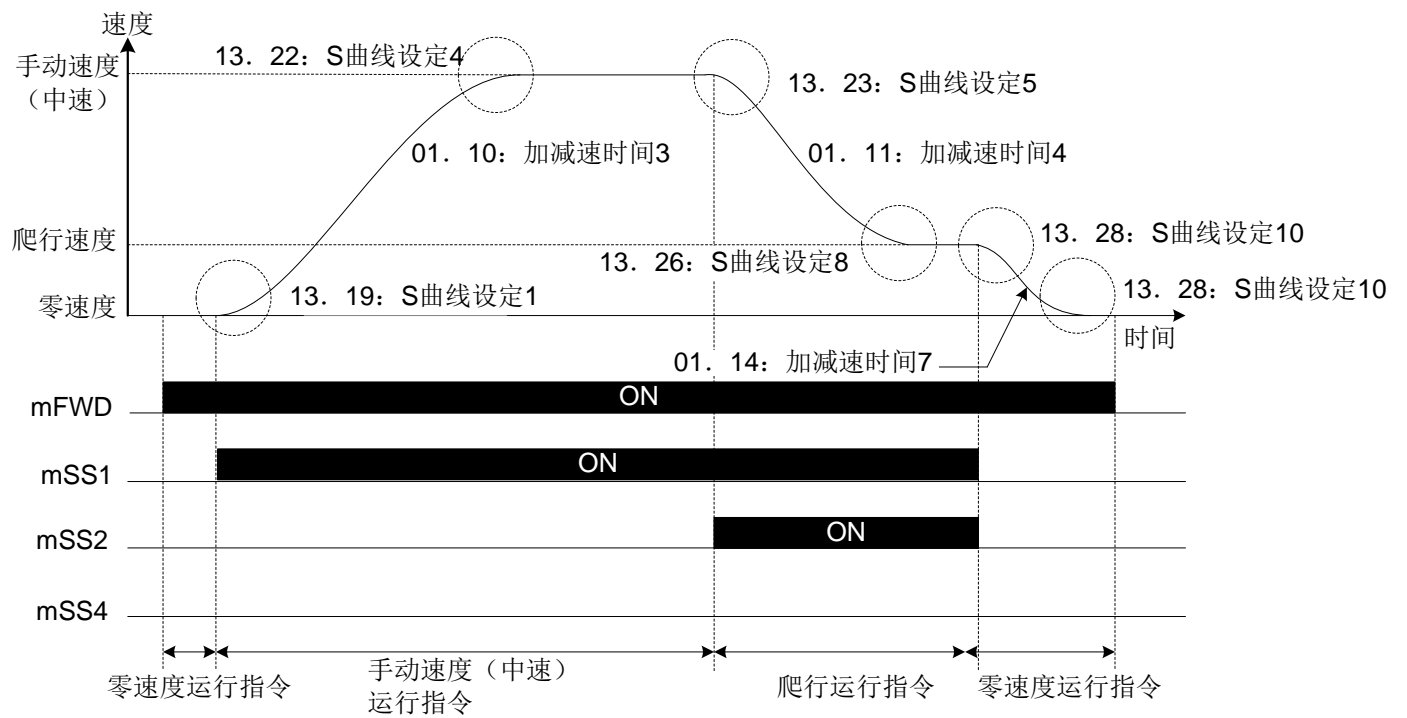 速度
手动速度
（中速）
13．22：S曲线设定4
13．23：S曲线设定5
01．10：加减速时间3
01．11：加减速时间4
爬行速度
13．26：S曲线设定8
13．28：S曲线设定10
零速度
13．19：S曲线设定1
13．28：S曲线设定10
时间
01．14：加减速时间7
mFWD
ON
mSS1
ON
mSS2
ON
mSS4
零速度运行指令
手动速度（中速）
运行指令
爬行运行指令
零速度运行指令